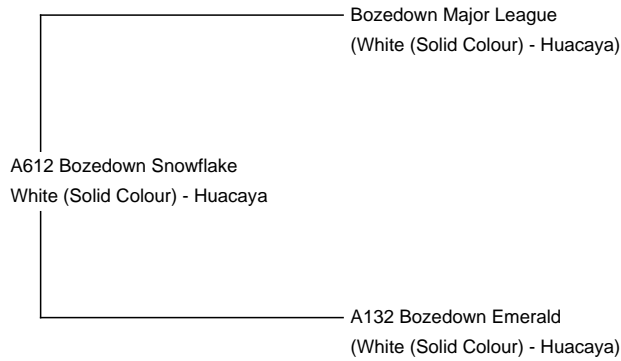 Bozedown Major League
(White (Solid Colour) - Huacaya)
A612 Bozedown Snowflake
White (Solid Colour) - Huacaya
A132 Bozedown Emerald
(White (Solid Colour) - Huacaya)